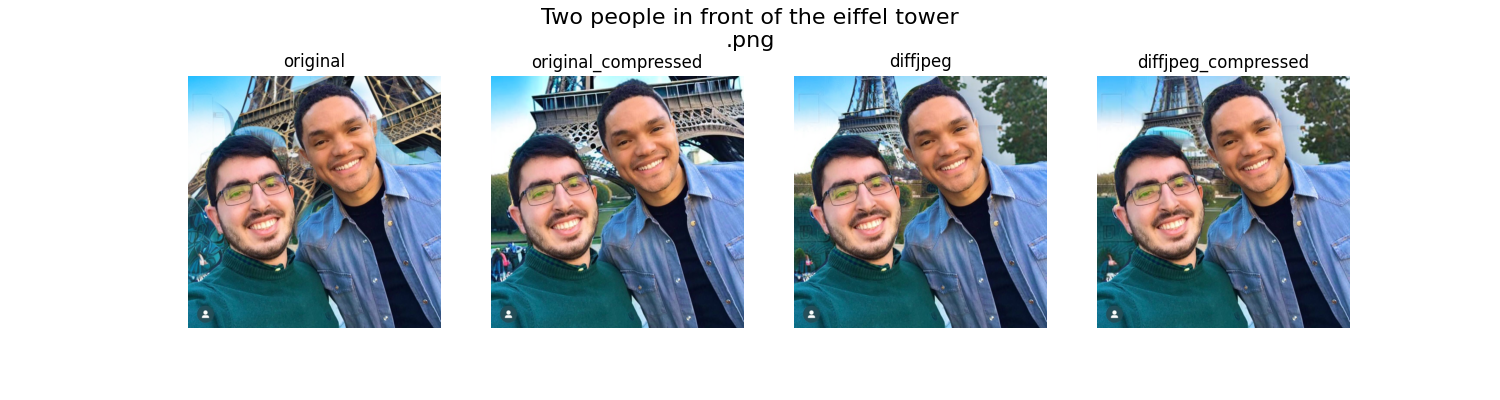 Two people in front of the eiffel tower
.png
original
original_compressed
diffjpeg
diffjpeg_compressed